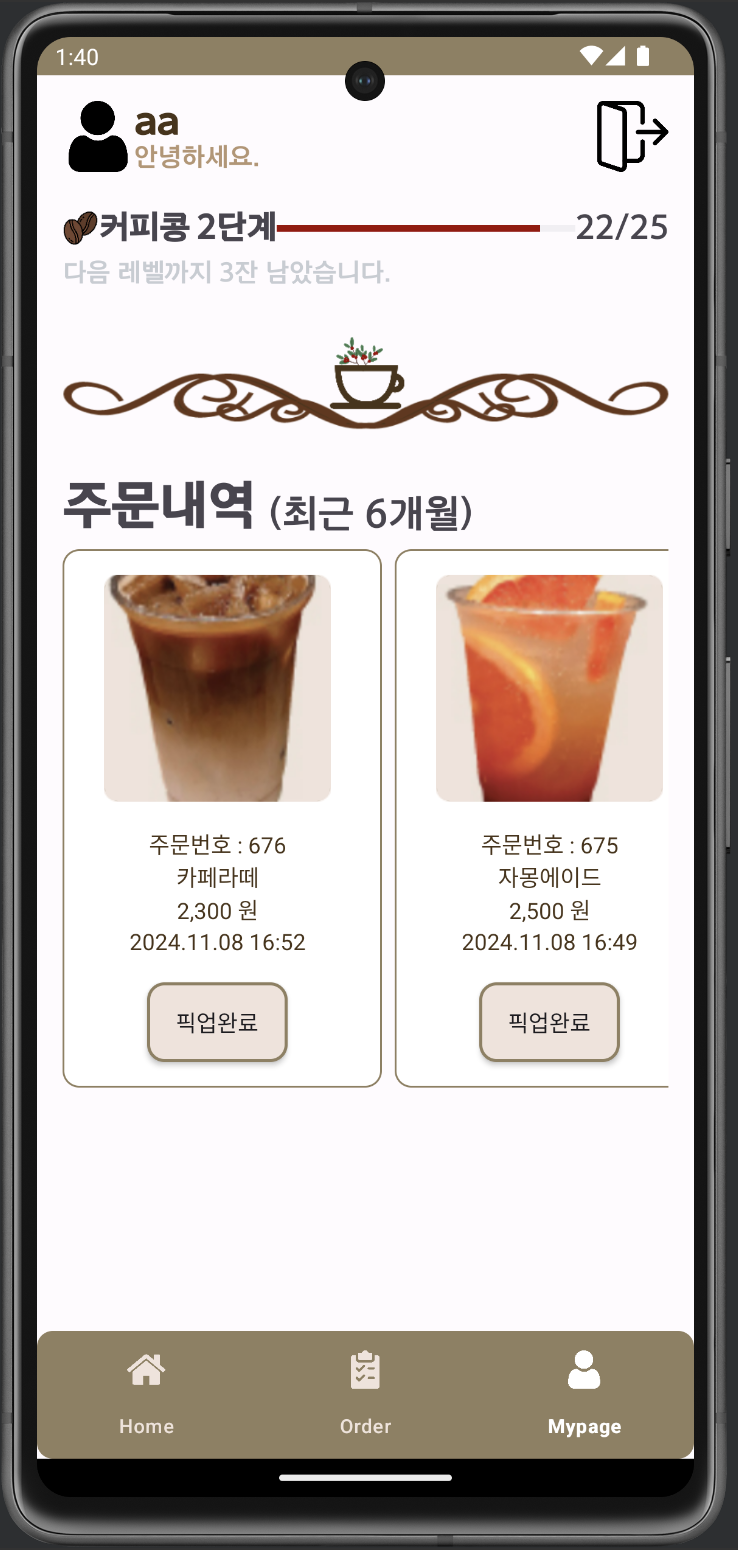 1:40
aa
안녕하세요.
커피콩 2단계 22/25
다음 레벨까지 3잔 남았습니다.
주문내역 (최근 6개월)
주문번호 : 676
카페라떼
2,300 원
2024.11.08 16:52
픽업완료
주문번호 : 675
자몽에이드
2,500 원
2024.11.08 16:49
픽업완료
Home
Order
Mypage